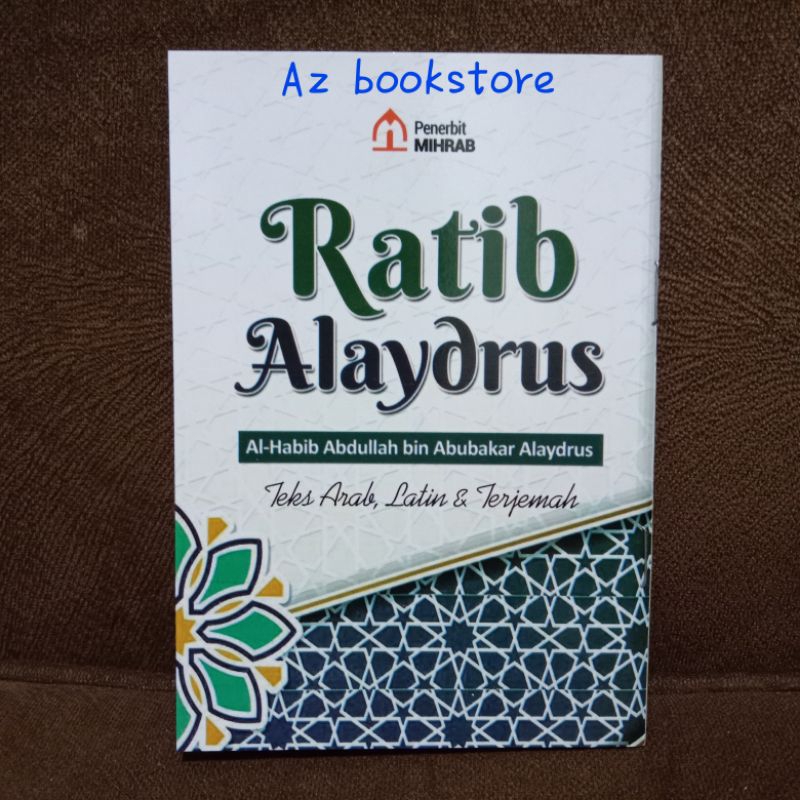 Az bookstore
Penerbit
MIHRAB
Ratib
Alaydrus
Al-Habib Abdullah bin Abubakar Alaydrus
Teks Arab, Latin & Terjemah